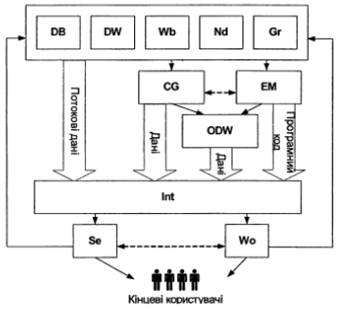 DB DW Wb Nd Gr
CG EM
ODW
Потокові дані
Дані
Дані
Програмний
код
Int
Se Wo
Кінцеві користувачі